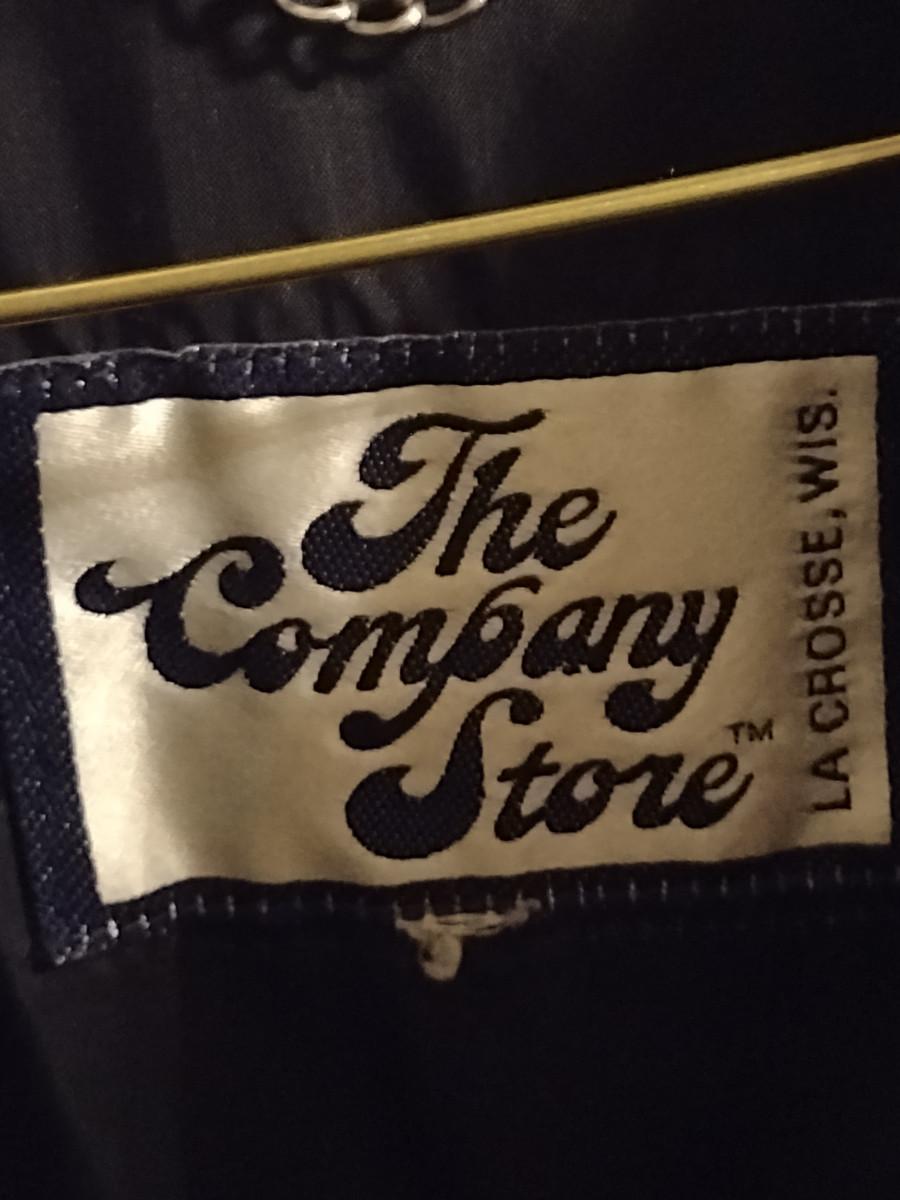 The
Company
Store™
LA CROSSE, WIS.